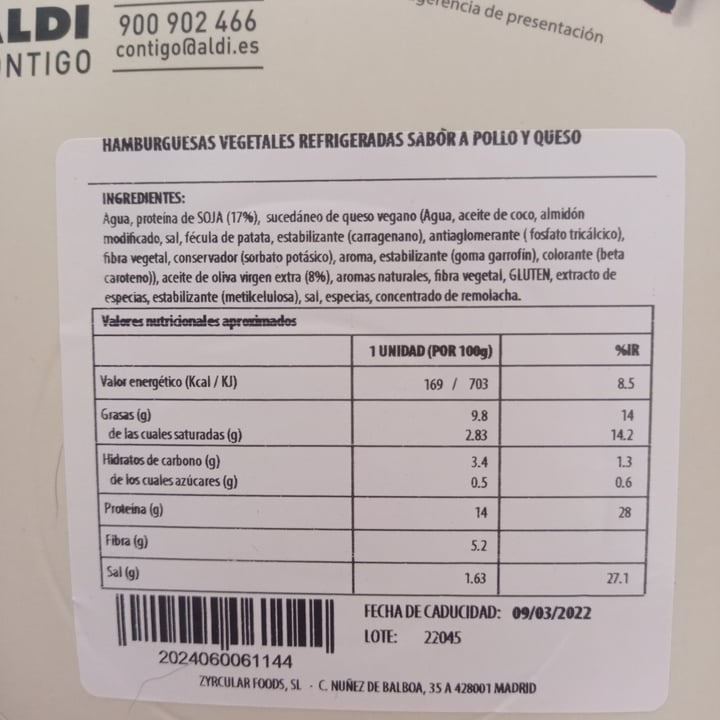 ALDI 900 902 466
CONTIGO contigo@aldi.es
de presentación
HAMBURGUESAS VEGETALES REFRIGERADAS SABOR A POLLO Y QUESO
INGREDIENTES:
Agua, proteína de SOJA (17%), sucedáneo de queso vegano (Agua, aceite de coco, almidón
modificado, sal, fécula de patata, estabilizante (carragenano), antiaglomerante ( fosfato tricálcico),
fibra vegetal, conservador (sorbato potásico), aroma, estabilizante (goma garrofín), colorante (beta
caroteno)), aceite de oliva virgen extra (8%), aromas naturales, fibra vegetal, GLUTEN, extracto de
especias, estabilizante (metilcelulosa), sal, especias, concentrado de remolacha.
Valores nutricionales aproximados
1 UNIDAD (POR 100g) %IR
Valor energético (Kcal / KJ) 169 / 703 8.5
Grasas (g) 9.8 14
de las cuales saturadas (g) 2.83 14.2
Hidratos de carbono (g) 3.4 1.3
de los cuales azúcares (g) 0.5 0.6
Proteína (g) 14 28
Fibra (g) 5.2
Sal (g) 1.63 27.1
FECHA DE CADUCIDAD: 09/03/2022
LOTE: 22045
2024060061144
ZYRCULAR FOODS, SL · C. NUÑEZ DE BALBOA, 35 A 428001 MADRID